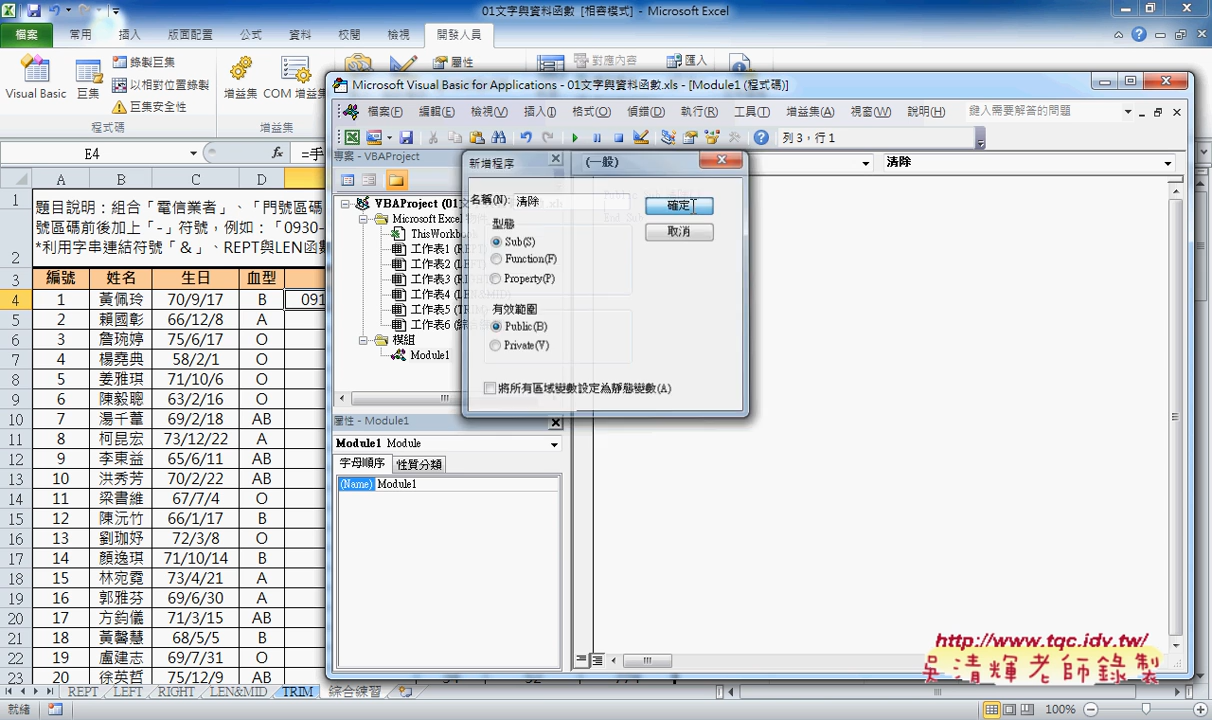 01文字與資料函數 [相容模式] - Microsoft Excel
檔案 常用 插入 版面配置 公式 資料 校閱 檢視 開發人員
Visual Basic 巨集 錄製巨集 以相對位置錄製 巨集安全性 增益集 COM 增益集 屬性 對應內容 匯入
程式碼 增益集
E4 fx =手
A B C D
題目說明：組合「電信業者」、「門號區碼
號區碼前後加上「-」符號，例如：「0930-
*利用字串連結符號「&」、REPT與LEN函數
編號 姓名 生日 血型
1 黃佩玲 70/9/17 B 091
2 賴國彰 66/12/8 A
3 詹琬婷 75/6/17 O
4 楊堯典 58/2/1 O
5 姜雅琪 71/10/6 O
6 陳毅聰 63/2/16 O
7 湯千葦 69/2/18 AB
8 柯昆宏 73/12/22 A
9 李東益 65/6/11 AB
10 洪秀芳 70/2/22 AB
11 梁書維 67/7/4 O
12 陳沅竹 66/1/17 B
13 劉珈妤 72/3/8 O
14 顏逸琪 71/10/14 B
15 林宛霓 73/4/21 A
16 郭雅芬 69/6/30 A
17 方鈞儀 71/3/15 AB
18 黃馨慧 68/5/5 B
19 盧建志 69/7/31 O
20 徐英哲 75/12/9 AB
REPT LEFT RIGHT LEN&MID TRIM 綜合練習
就緒 100%
Microsoft Visual Basic for Applications - 01文字與資料函數.xls - [Module1 (程式碼)]
檔案(F) 編輯(E) 檢視(V) 插入(I) 格式(O) 偵錯(D) 執行(R) 工具(T) 增益集(A) 視窗(W) 說明(H) 鍵入需要解答的問題
列 3，行 1
專案 - VBAProject
VBAProject (01
Microsoft Excel
ThisWorkb
工作表1 (REPT
工作表2 (LEFT
工作表3 (RIGH
工作表4 (LEN&MID
工作表5 (TRIM
工作表6 (綜
模組
Module1
屬性 - Module1
Module1 Module
字母順序 性質分類
(Name) Module1
(一般) 清除
新增程序
名稱(N): 清除
確定
取消
型態
Sub(S)
Function(F)
Property(P)
有效範圍
Public(B)
Private(V)
將所有區域變數設定為靜態變數(A)
http://www.tqc.idv.tw/
吳清輝老師錄製